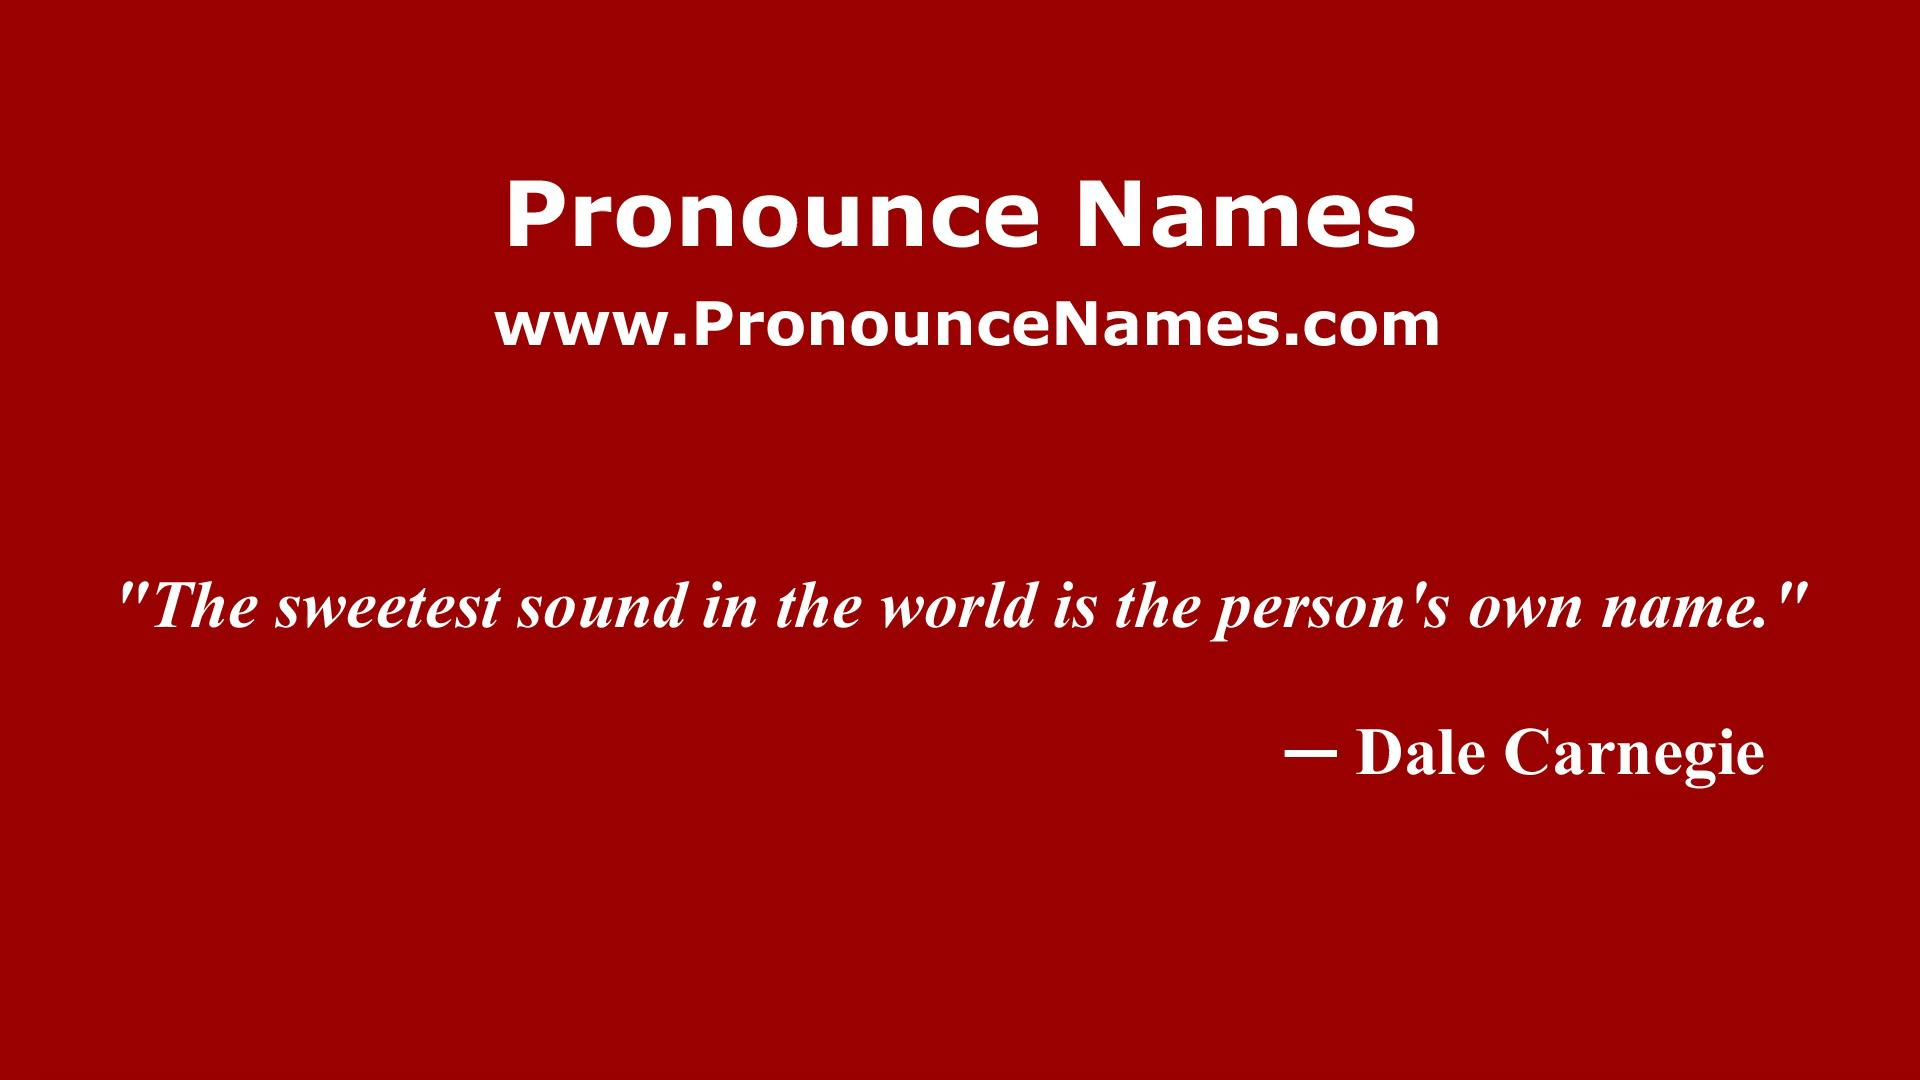 Pronounce Names
www.PronounceNames.com
"The sweetest sound in the world is the person's own name."
— Dale Carnegie